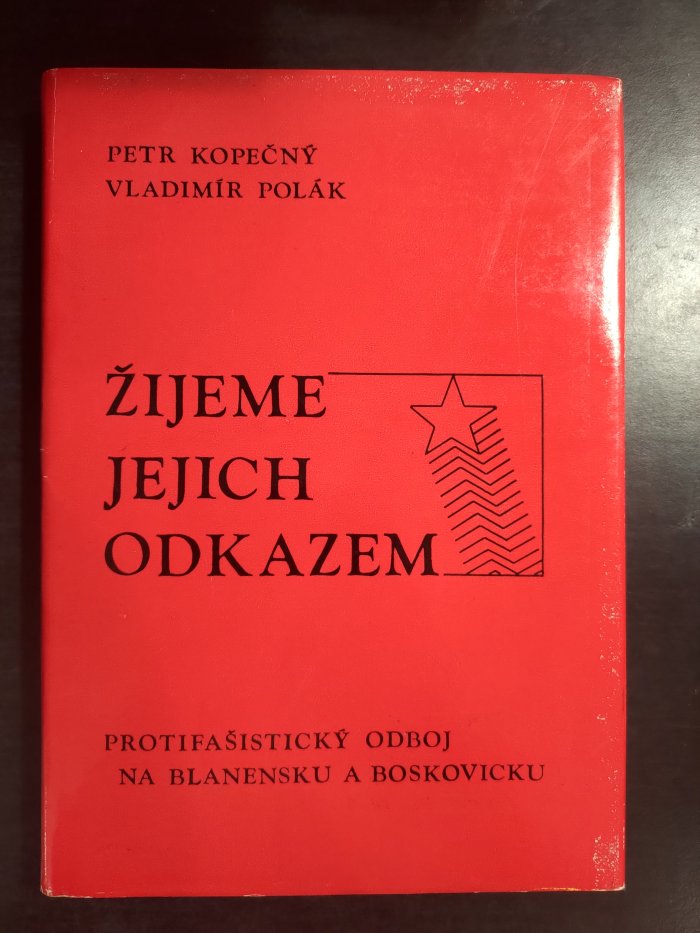 PETR KOPEČNÝ
VLADIMÍR POLÁK
ŽIJEME
JEJICH
ODKAZEM
PROTIFAŠISTICKÝ ODBOJ
NA BLANENSKU A BOSKOVICKU